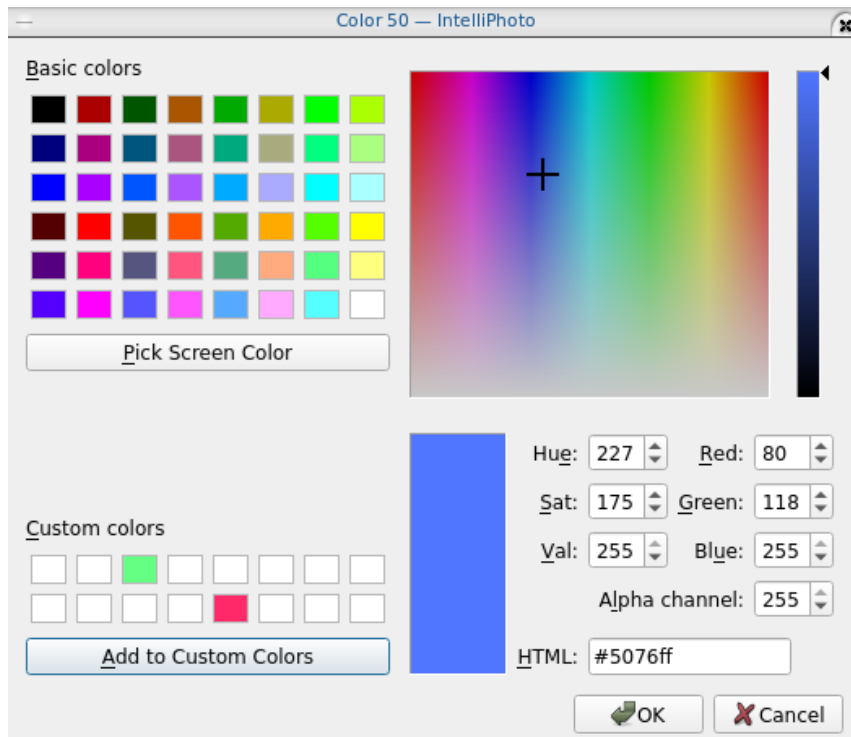 Color 50 — IntelliPhoto
Basic colors
Pick Screen Color
Custom colors
Add to Custom Colors
Hue: 227 Red: 80
Sat: 175 Green: 118
Val: 255 Blue: 255
Alpha channel: 255
HTML: #5076ff
OK Cancel